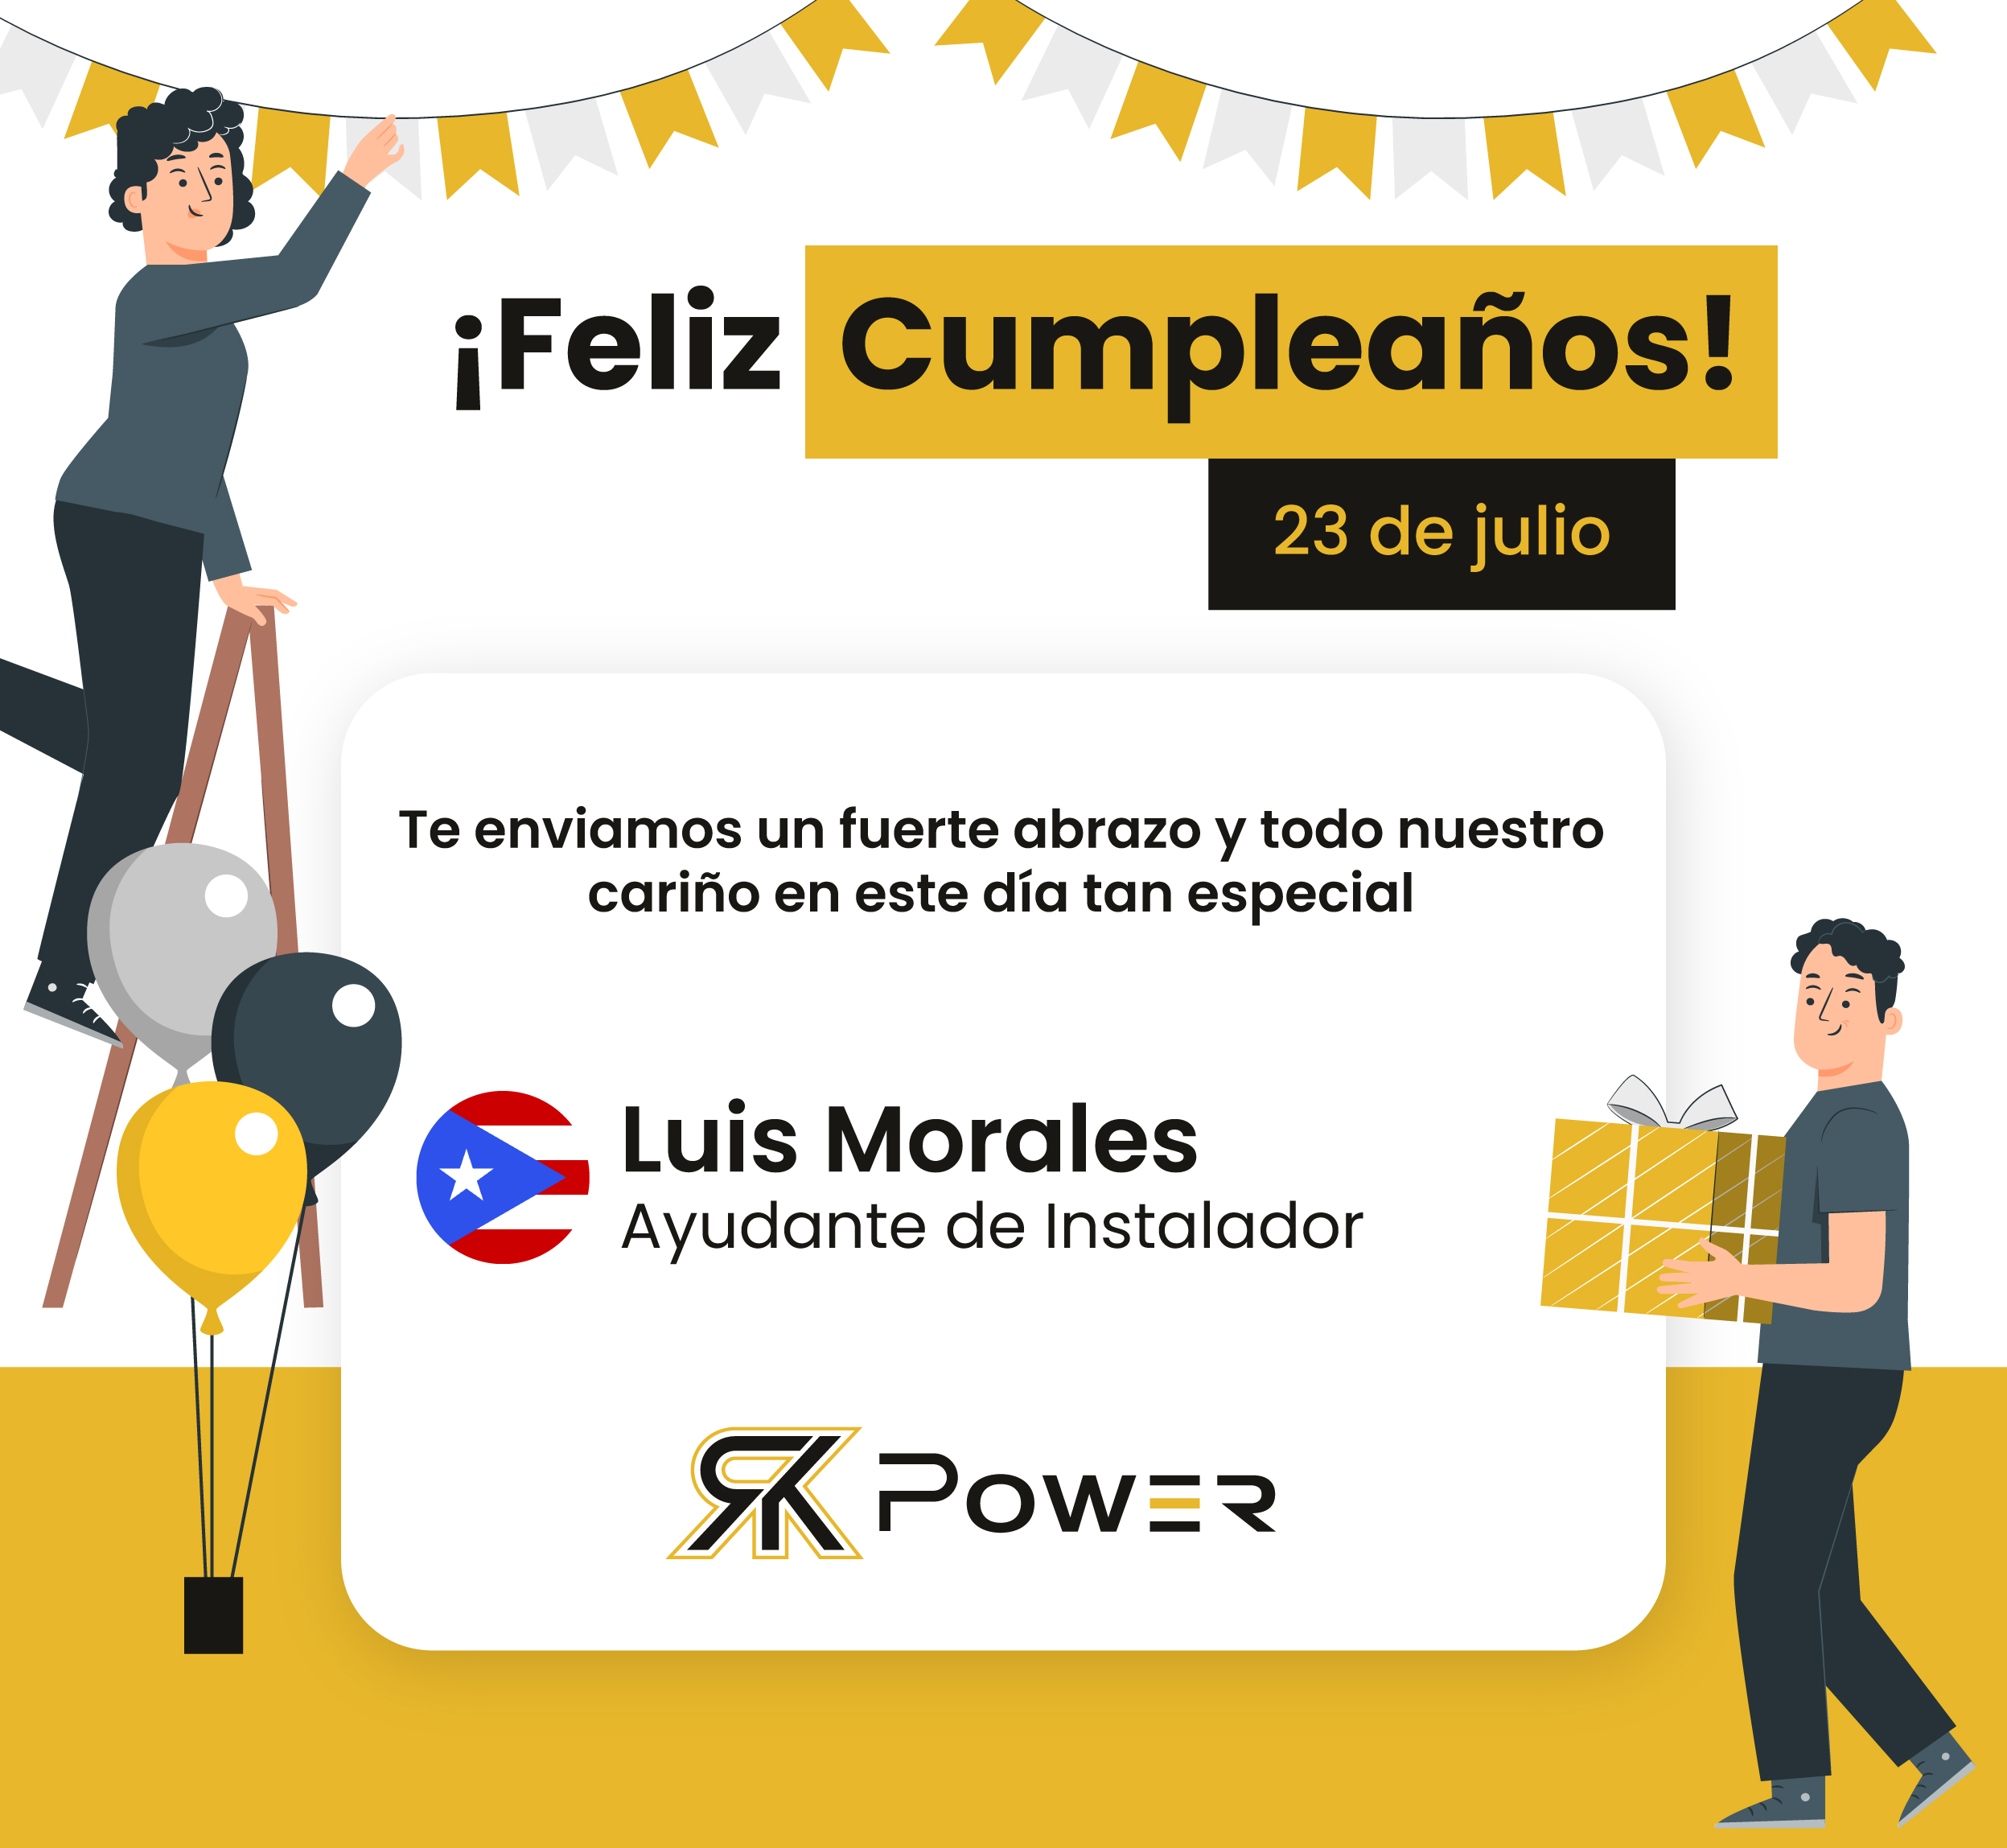 ¡Feliz Cumpleaños!
23 de julio
Te enviamos un fuerte abrazo y todo nuestro
cariño en este día tan especial
Luis Morales
Ayudante de Instalador
RK Power